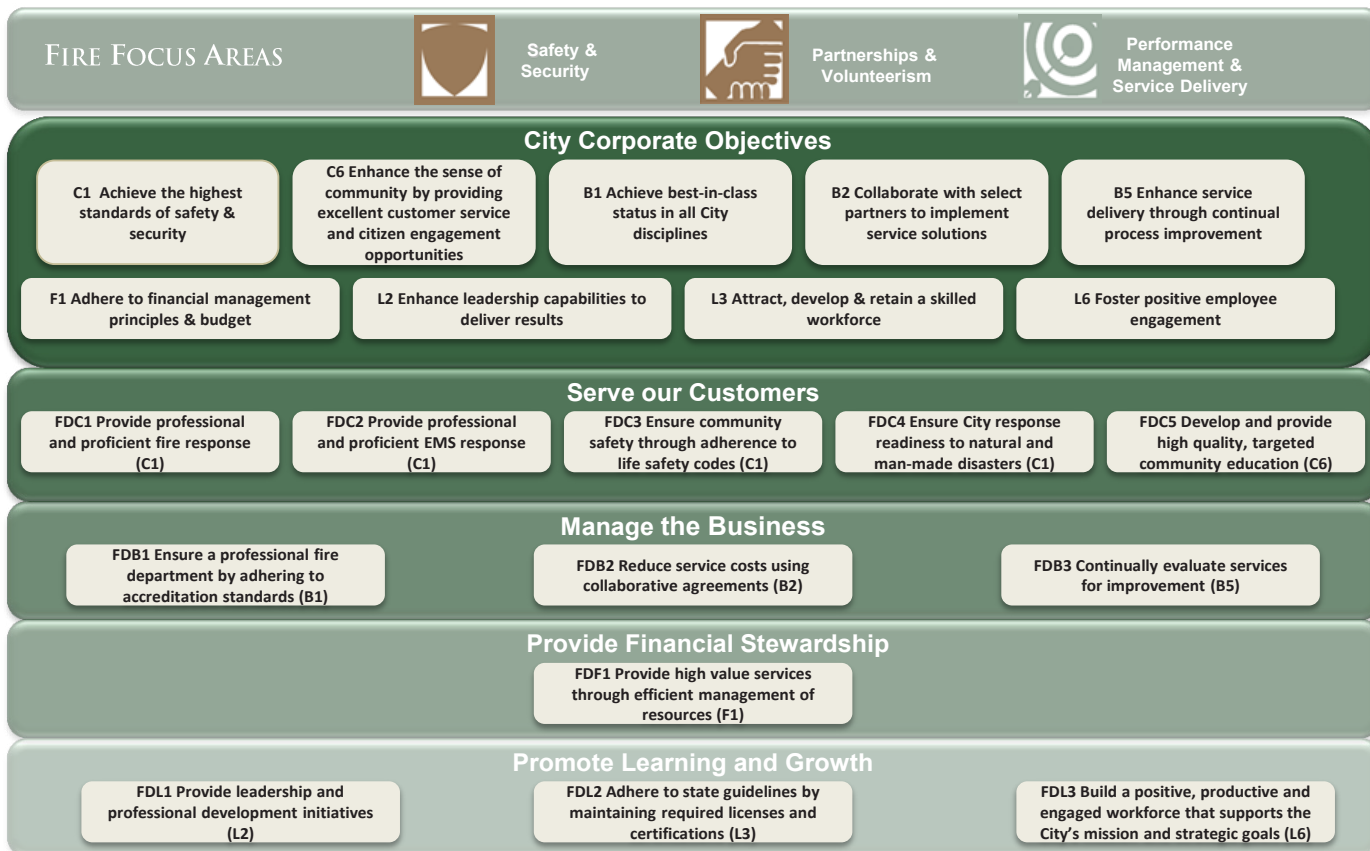 FIRE FOCUS AREAS
Safety &
Security
Partnerships &
Volunteerism
Performance
Management &
Service Delivery
City Corporate Objectives
C1 Achieve the highest
standards of safety &
security
C6 Enhance the sense of
community by providing
excellent customer service
and citizen engagement
opportunities
B1 Achieve best-in-class
status in all City
disciplines
B2 Collaborate with select
partners to implement
service solutions
B5 Enhance service
delivery through continual
process improvement
F1 Adhere to financial management
principles & budget
L2 Enhance leadership capabilities to
deliver results
L3 Attract, develop & retain a skilled
workforce
L6 Foster positive employee
engagement
Serve our Customers
FDC1 Provide professional
and proficient fire response
(C1)
FDC2 Provide professional
and proficient EMS response
(C1)
FDC3 Ensure community
safety through adherence to
life safety codes (C1)
FDC4 Ensure City response
readiness to natural and
man-made disasters (C1)
FDC5 Develop and provide
high quality, targeted
community education (C6)
Manage the Business
FDB1 Ensure a professional fire
department by adhering to
accreditation standards (B1)
FDB2 Reduce service costs using
collaborative agreements (B2)
FDB3 Continually evaluate services
for improvement (B5)
Provide Financial Stewardship
FDF1 Provide high value services
through efficient management of
resources (F1)
Promote Learning and Growth
FDL1 Provide leadership and
professional development initiatives
(L2)
FDL2 Adhere to state guidelines by
maintaining required licenses and
certifications (L3)
FDL3 Build a positive, productive and
engaged workforce that supports the
City's mission and strategic goals (L6)